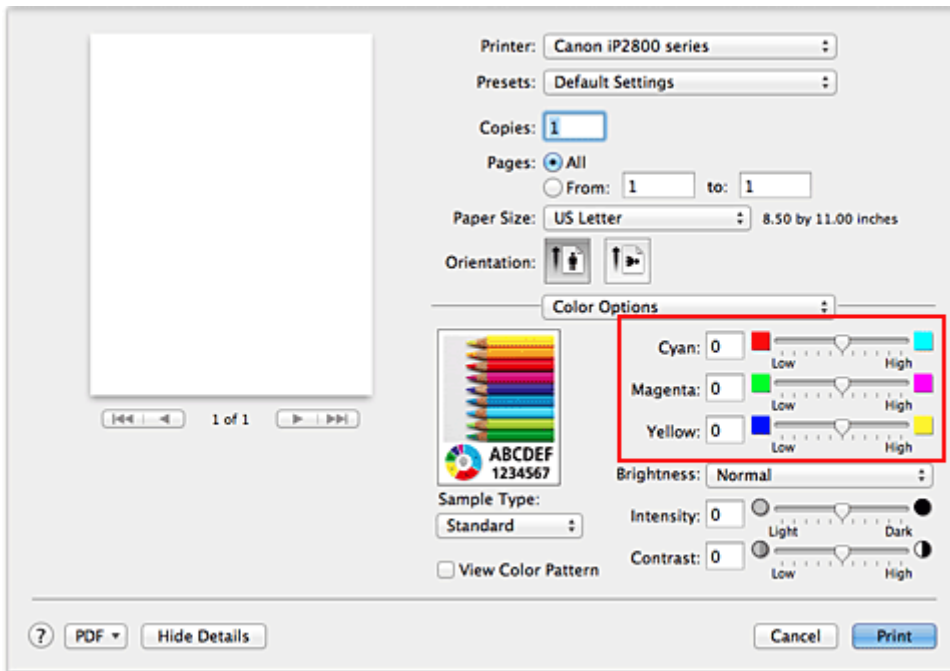 Printer: Canon iP2800 series
Presets: Default Settings
Copies: 1
Pages: All
From: 1 to: 1
Paper Size: US Letter 8.50 by 11.00 inches
Orientation:
Color Options
Cyan: 0
Low High
Magenta: 0
Low High
Yellow: 0
Low High
1 of 1
ABCDEF
1234567
Sample Type:
Standard
View Color Pattern
Brightness: Normal
Intensity: 0
Light Dark
Contrast: 0
Low High
? PDF Hide Details Cancel Print